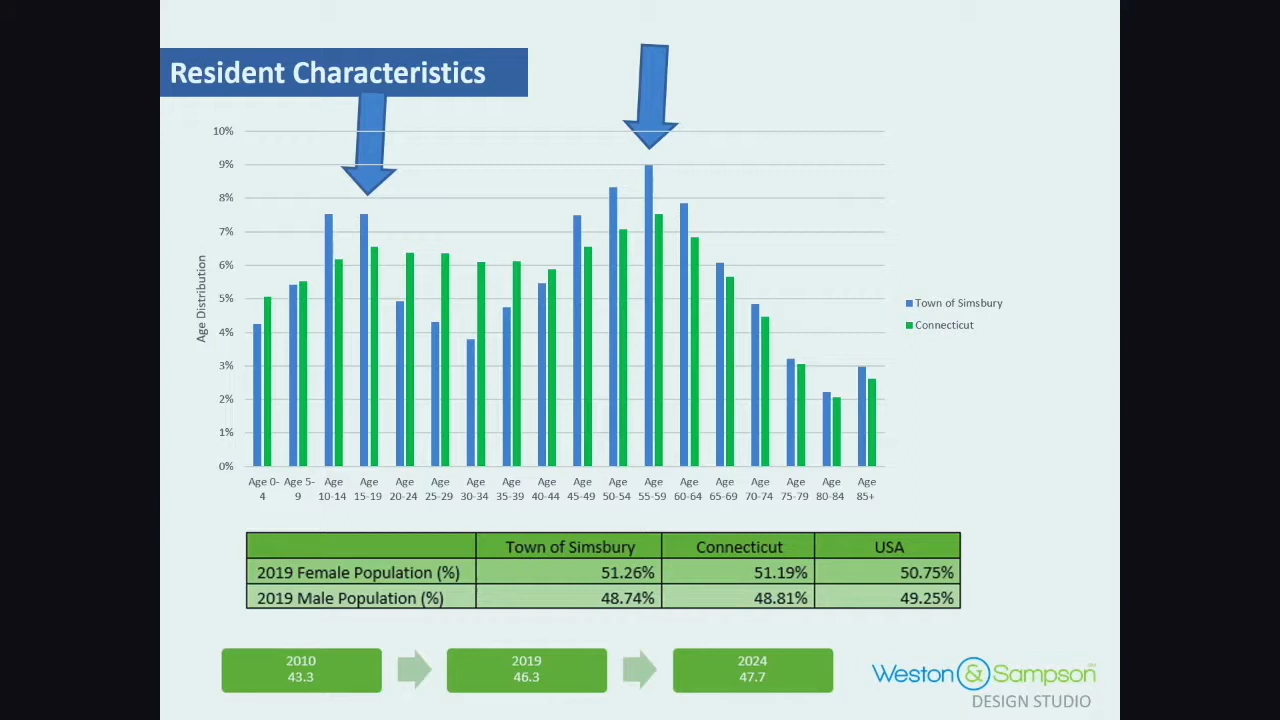 Resident Characteristics
10%
9%
8%
7%
6%
5%
4%
3%
2%
1%
0%
Age Distribution
Age 0-4
Age 5-9
Age 10-14
Age 15-19
Age 20-24
Age 25-29
Age 30-34
Age 35-39
Age 40-44
Age 45-49
Age 50-54
Age 55-59
Age 60-64
Age 65-69
Age 70-74
Age 75-79
Age 80-84
Age 85+
Town of Simsbury
Connecticut
Town of Simsbury Connecticut USA
2019 Female Population (%) 51.26% 51.19% 50.75%
2019 Male Population (%) 48.74% 48.81% 49.25%
2010
43.3
2019
46.3
2024
47.7
Weston & Sampson
DESIGN STUDIO